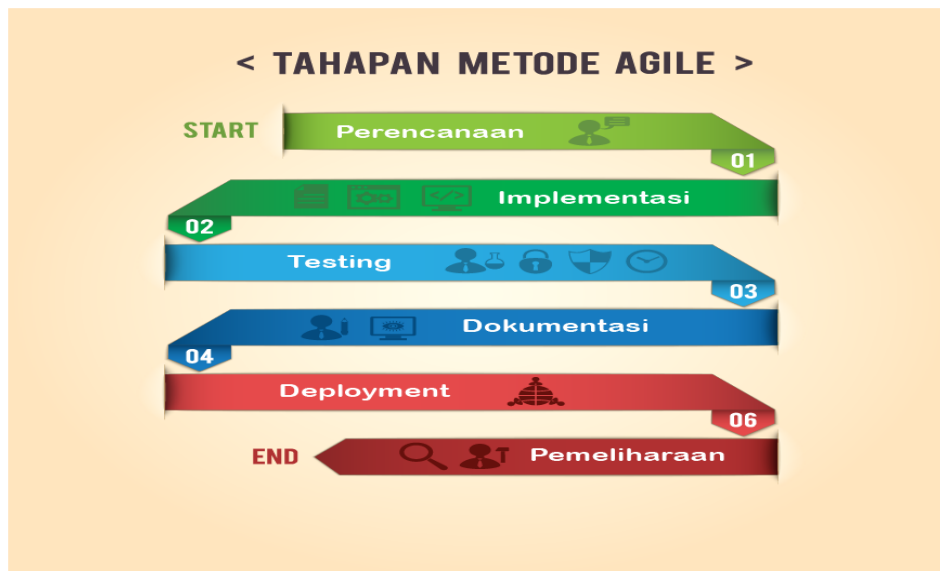 < TAHAPAN METODE AGILE >
START
Perencanaan
01
Implementasi
02
Testing
03
Dokumentasi
04
Deployment
06
END
Pemeliharaan